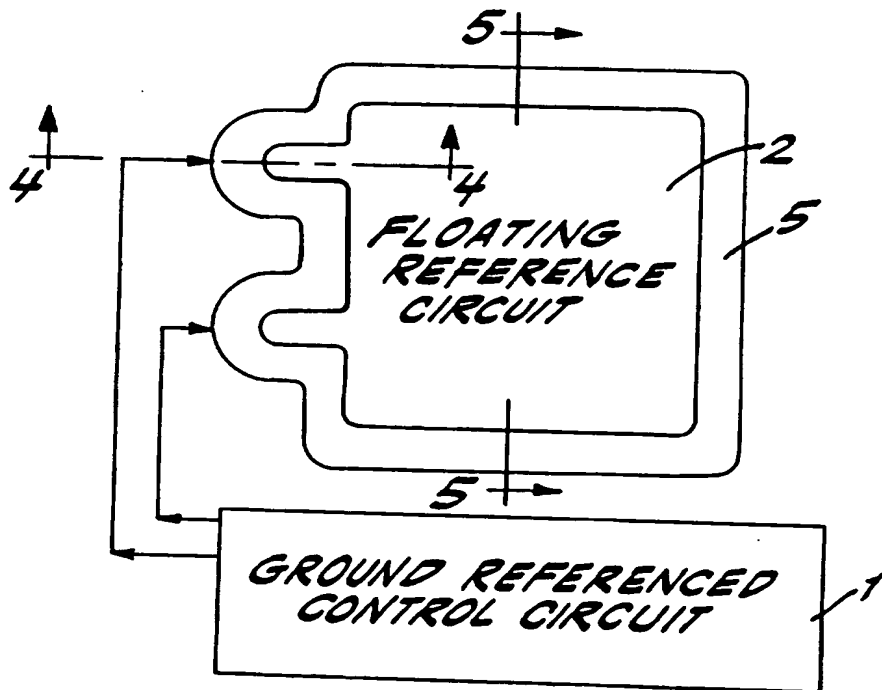 5
4
4
2
5
FLOATING
REFERENCE
CIRCUIT
5
GROUND REFERENCED
CONTROL CIRCUIT
1